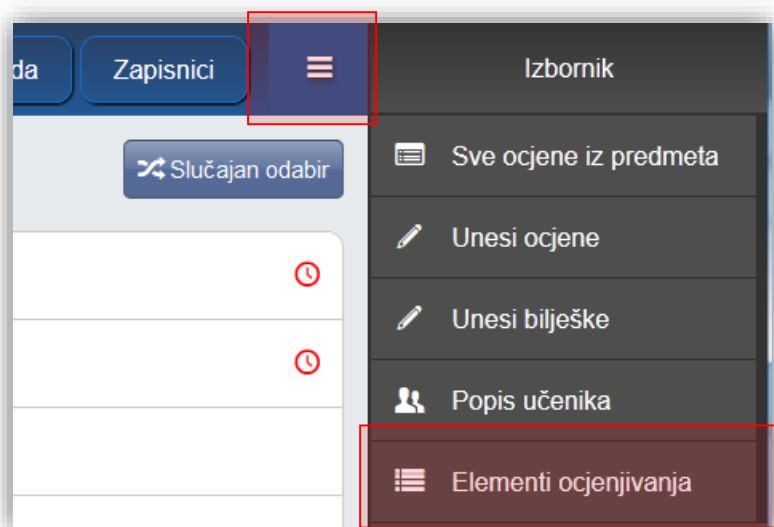 da
Zapisnici
Izbornik
Slučajan odabir
Sve ocjene iz predmeta
Unesi ocjene
Unesi bilješke
Popis učenika
Elementi ocjenjivanja